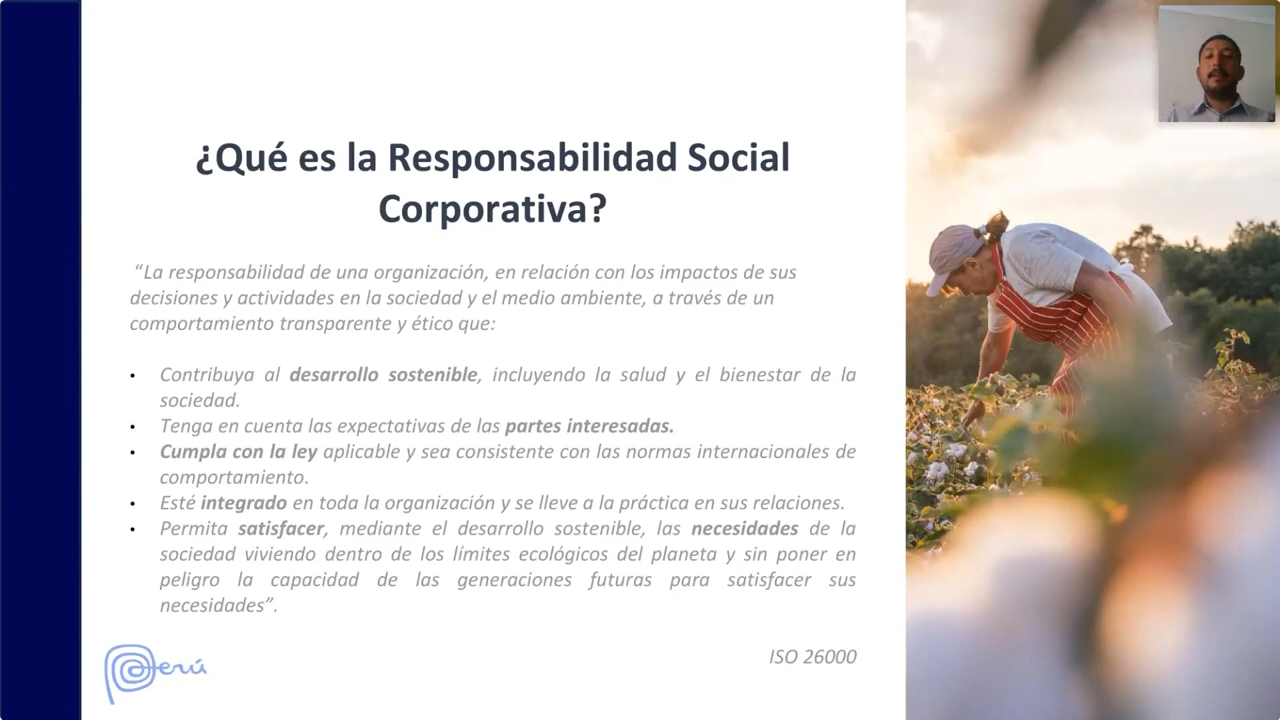 ¿Qué es la Responsabilidad Social
Corporativa?
“La responsabilidad de una organización, en relación con los impactos de sus
decisiones y actividades en la sociedad y el medio ambiente, a través de un
comportamiento transparente y ético que:
• Contribuya al desarrollo sostenible, incluyendo la salud y el bienestar de la
sociedad.
• Tenga en cuenta las expectativas de las partes interesadas.
• Cumpla con la ley aplicable y sea consistente con las normas internacionales de
comportamiento.
• Esté integrado en toda la organización y se lleve a la práctica en sus relaciones.
• Permita satisfacer, mediante el desarrollo sostenible, las necesidades de la
sociedad viviendo dentro de los límites ecológicos del planeta y sin poner en
peligro la capacidad de las generaciones futuras para satisfacer sus
necesidades”.
Perú
ISO 26000